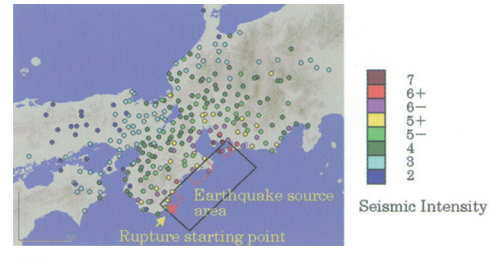 7
6+
6-
5+
5-
4
3
2
Seismic Intensity
Earthquake source
area
Rupture starting point